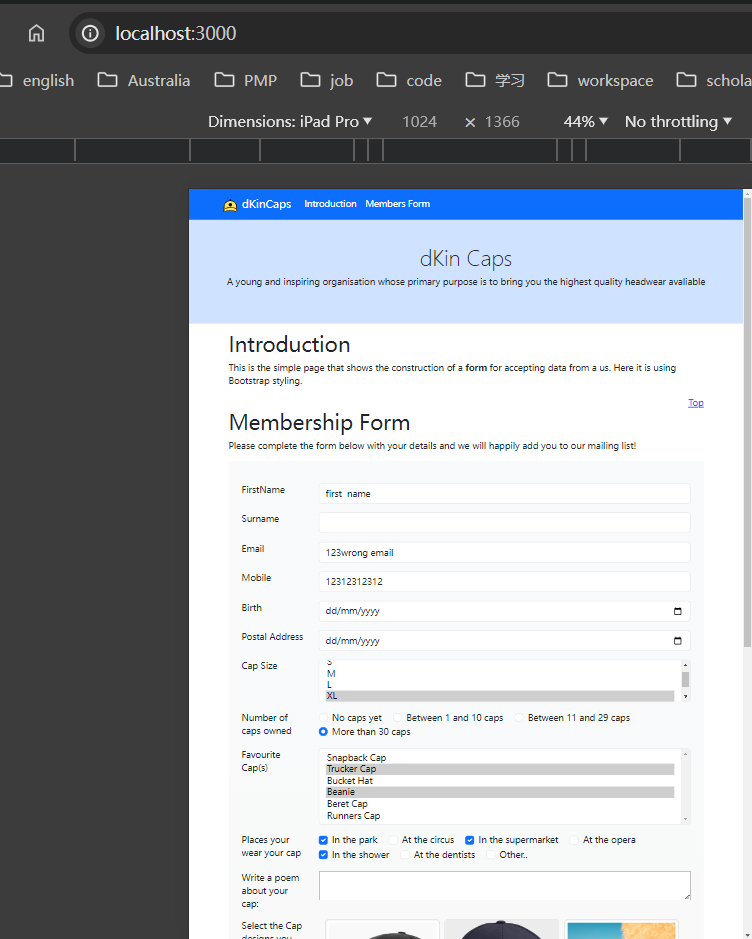 localhost:3000
english Australia PMP job code 学习 workspace schola
Dimensions: iPad Pro 1024 × 1366 44% No throttling
dKinCaps Introduction Members Form
dKin Caps
A young and inspiring organisation whose primary purpose is to bring you the highest quality headwear avaliable
Introduction
This is the simple page that shows the construction of a form for accepting data from a us. Here it is using
Bootstrap styling.
Top
Membership Form
Please complete the form below with your details and we will happily add you to our mailing list!
FirstName first name
Surname
Email 123wrong email
Mobile 12312312312
Birth dd/mm/yyyy
Postal Address dd/mm/yyyy
Cap Size S
M
L
XL
Number of No caps yet Between 1 and 10 caps Between 11 and 29 caps
caps owned More than 30 caps
Favourite Snapback Cap
Cap(s) Trucker Cap
Bucket Hat
Beanie
Beret Cap
Runners Cap
Places your In the park At the circus In the supermarket At the opera
wear your cap In the shower At the dentists Other..
Write a poem
about your
cap:
Select the Cap
designs you